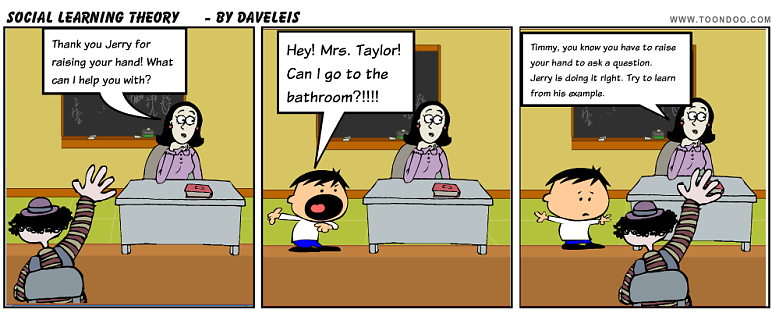 SOCIAL LEARNING THEORY - BY DAVELEIS
WWW.TOONDOO.COM
Thank you Jerry for
raising your hand! What
can I help you with?
Hey! Mrs. Taylor!
Can I go to the
bathroom?!!!!
Timmy, you know you have to raise
your hand to ask a question.
Jerry is doing it right. Try to learn
from his example.